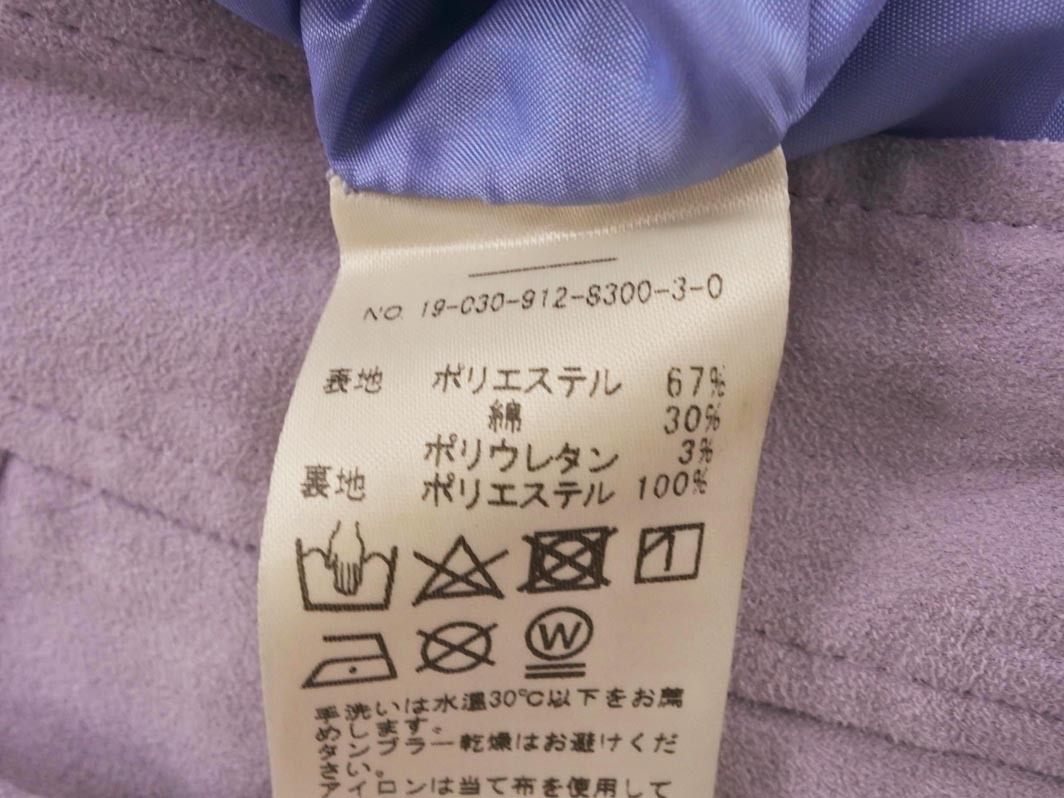 NO. 19-030-912-8300-3-0
表地 ポリエステル 67%
綿 30%
ポリウレタン 3%
裏地 ポリエステル 100%
W
手洗いは水温30℃以下をお薦
めします。
タンブラー乾燥はお避けくだ
さい。
アイロンは当て布を使用して